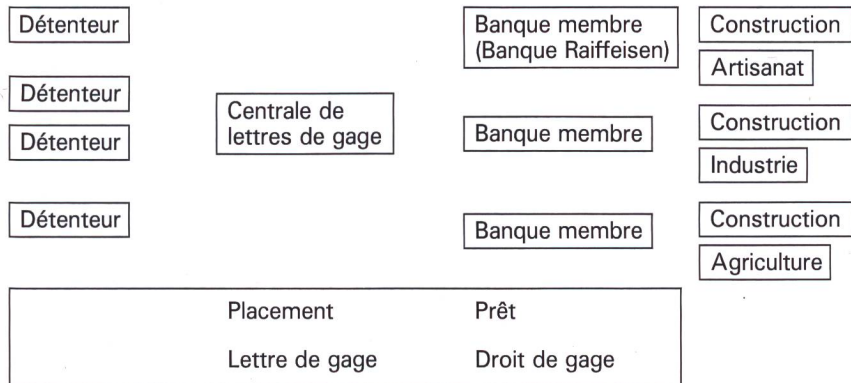 Détenteur
Banque membre
(Banque Raiffeisen)
Construction
Artisanat
Détenteur
Centrale de
lettres de gage
Détenteur
Banque membre
Construction
Industrie
Détenteur
Banque membre
Construction
Agriculture
Placement
Prêt
Lettre de gage
Droit de gage